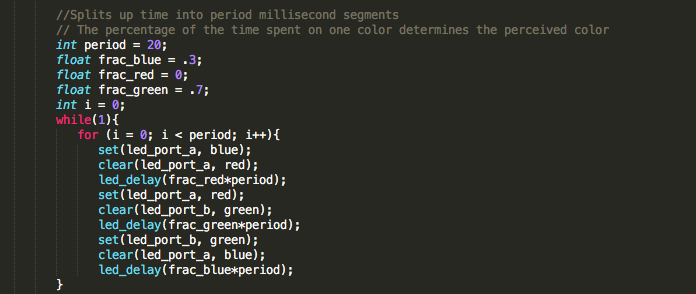 //Splits up time into period millisecond segments
// The percentage of the time spent on one color determines the perceived color
int period = 20;
float frac_blue = .3;
float frac_red = 0;
float frac_green = .7;
int i = 0;
while(1){
for (i = 0; i < period; i++){
set(led_port_a, blue);
clear(led_port_a, red);
led_delay(frac_red*period);
set(led_port_a, red);
clear(led_port_b, green);
led_delay(frac_green*period);
set(led_port_b, green);
clear(led_port_a, blue);
led_delay(frac_blue*period);
}